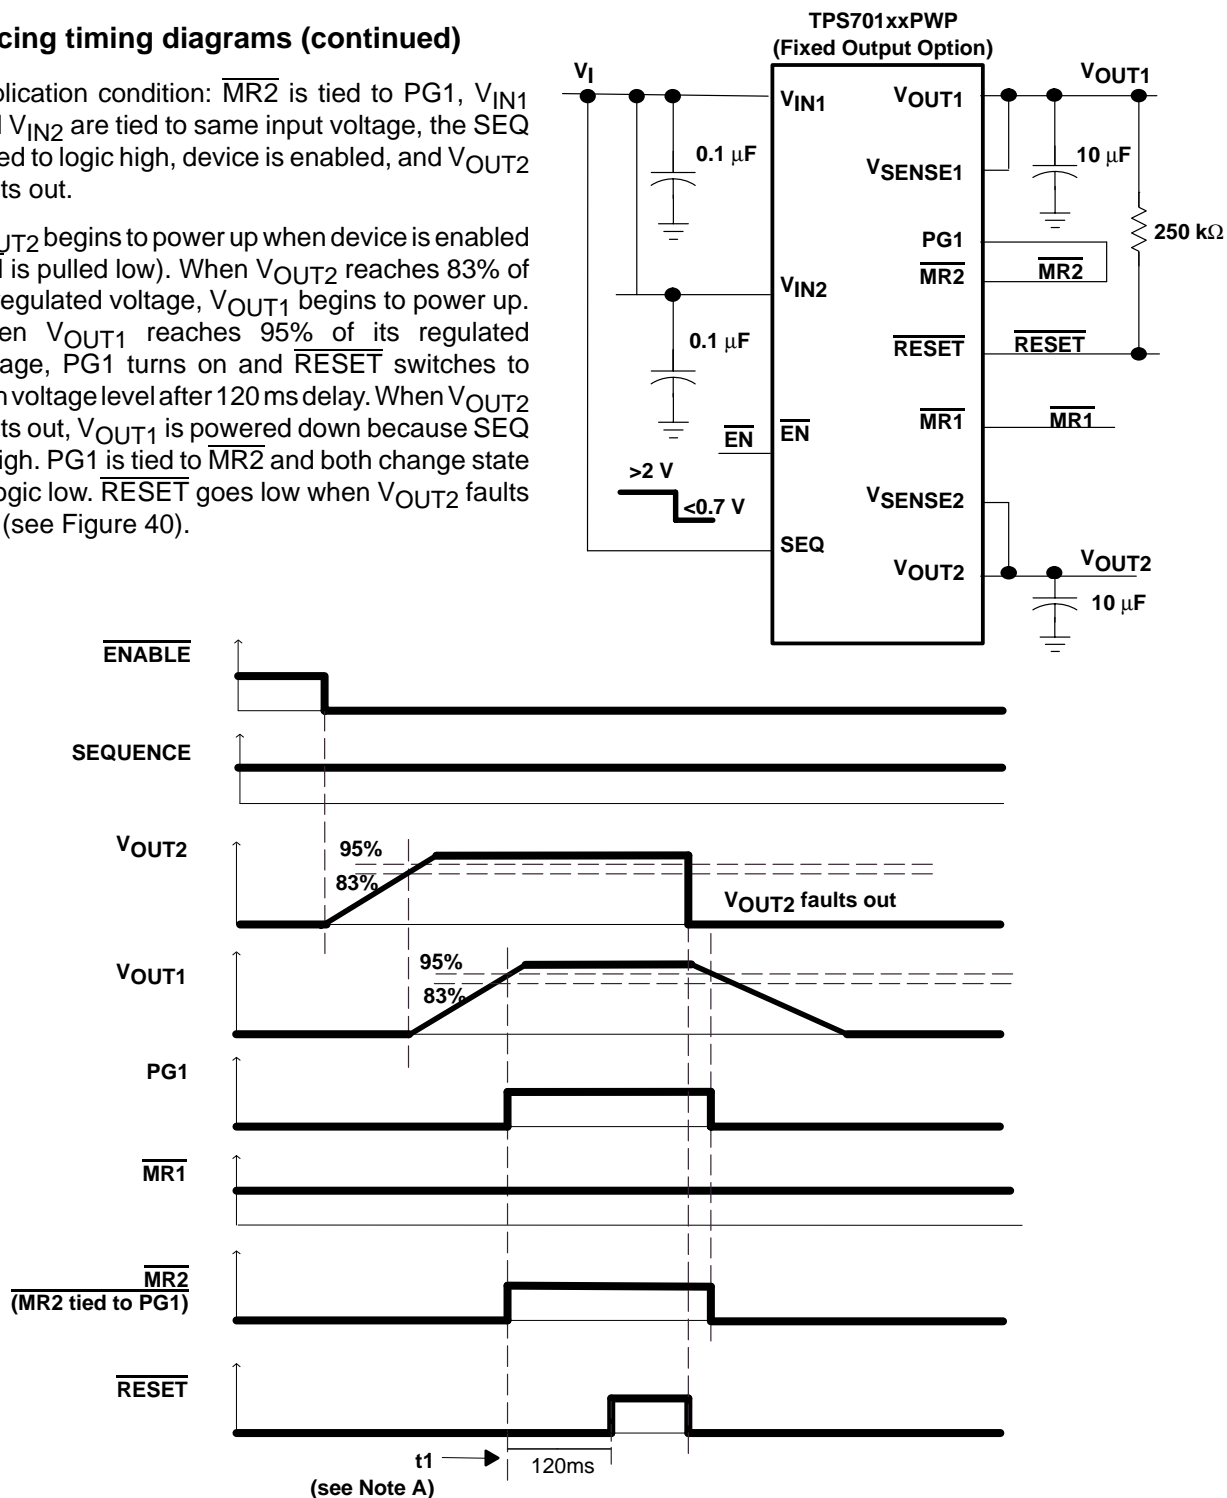 cing timing diagrams (continued)
plication condition: MR2 is tied to PG1, VIN1
VIN2 are tied to same input voltage, the SEQ
ed to logic high, device is enabled, and VOUT2
ts out.
UT2 begins to power up when device is enabled
is pulled low). When VOUT2 reaches 83% of
regulated voltage, VOUT1 begins to power up.
en VOUT1 reaches 95% of its regulated
age, PG1 turns on and RESET switches to
voltage level after 120 ms delay. When VOUT2
ts out, VOUT1 is powered down because SEQ
igh. PG1 is tied to MR2 and both change state
ogic low. RESET goes low when VOUT2 faults
(see Figure 40).
TPS701xxPWP
(Fixed Output Option)
VI
VIN1
VOUT1
VOUT1
0.1 μF
VSENSE1
10 μF
250 kΩ
PG1
MR2
MR2
VIN2
0.1 μF
RESET
RESET
MR1
MR1
EN
EN
>2 V
<0.7 V
VSENSE2
SEQ
VOUT2
VOUT2
10 μF
ENABLE
SEQUENCE
VOUT2
95%
83%
VOUT2 faults out
VOUT1
95%
83%
PG1
MR1
MR2
(MR2 tied to PG1)
RESET
t1
(see Note A)
120ms